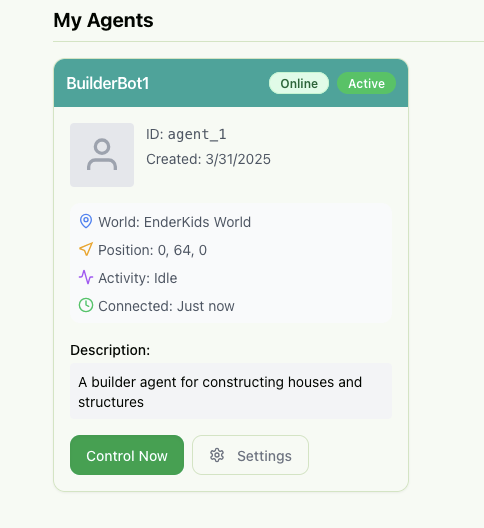 My Agents
BuilderBot1 Online Active
ID: agent_1
Created: 3/31/2025
World: EnderKids World
Position: 0, 64, 0
Activity: Idle
Connected: Just now
Description:
A builder agent for constructing houses and
structures
Control Now Settings